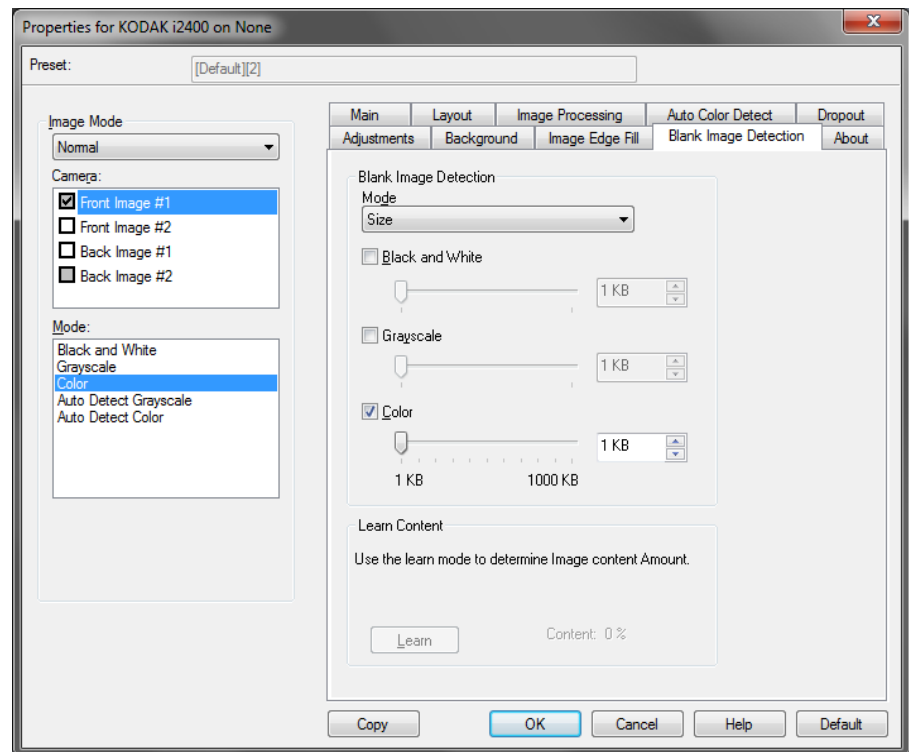 Properties for KODAK i2400 on None
x
Preset:
[Default][2]
Image Mode
Normal
Camera:
Front Image #1
Front Image #2
Back Image #1
Back Image #2
Mode:
Black and White
Grayscale
Color
Auto Detect Grayscale
Auto Detect Color
Main Layout Image Processing Auto Color Detect Dropout
Adjustments Background Image Edge Fill Blank Image Detection About
Blank Image Detection
Mode
Size
Black and White
1 KB
Grayscale
1 KB
Color
1 KB
1 KB 1000 KB
Learn Content
Use the learn mode to determine Image content Amount.
Learn Content: 0 %
Copy OK Cancel Help Default